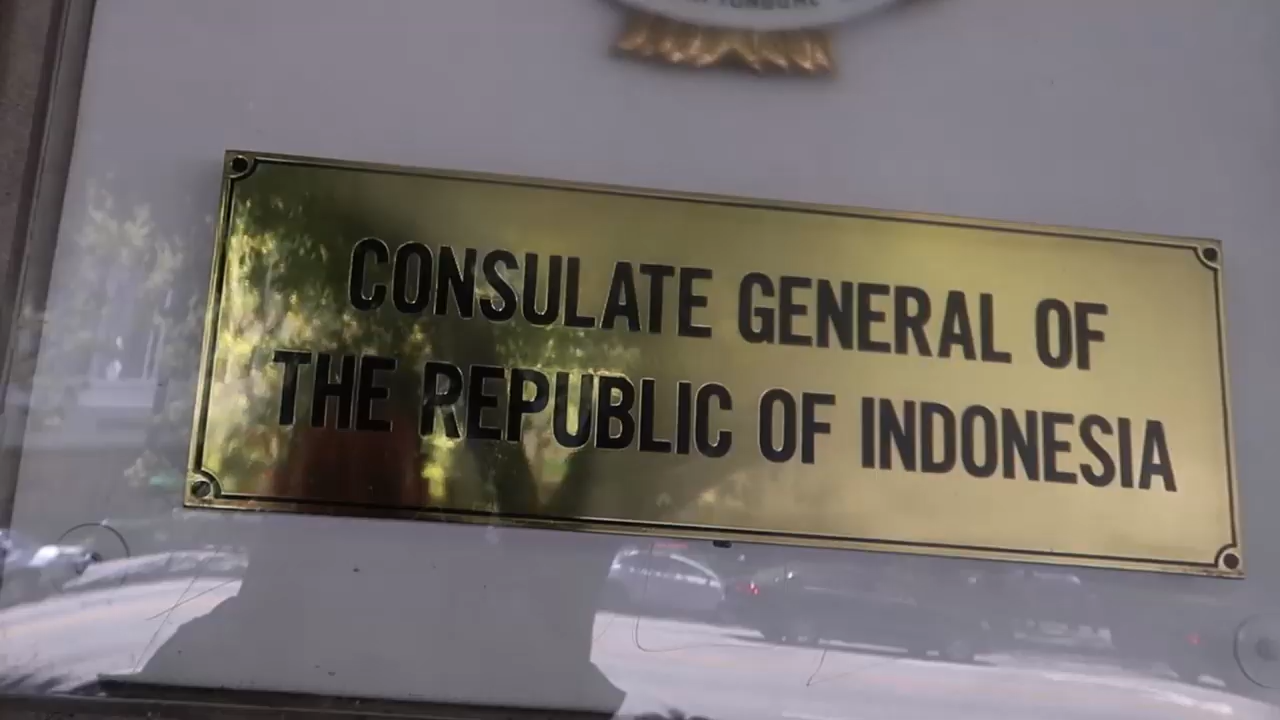 CONSULATE GENERAL OF
THE REPUBLIC OF INDONESIA